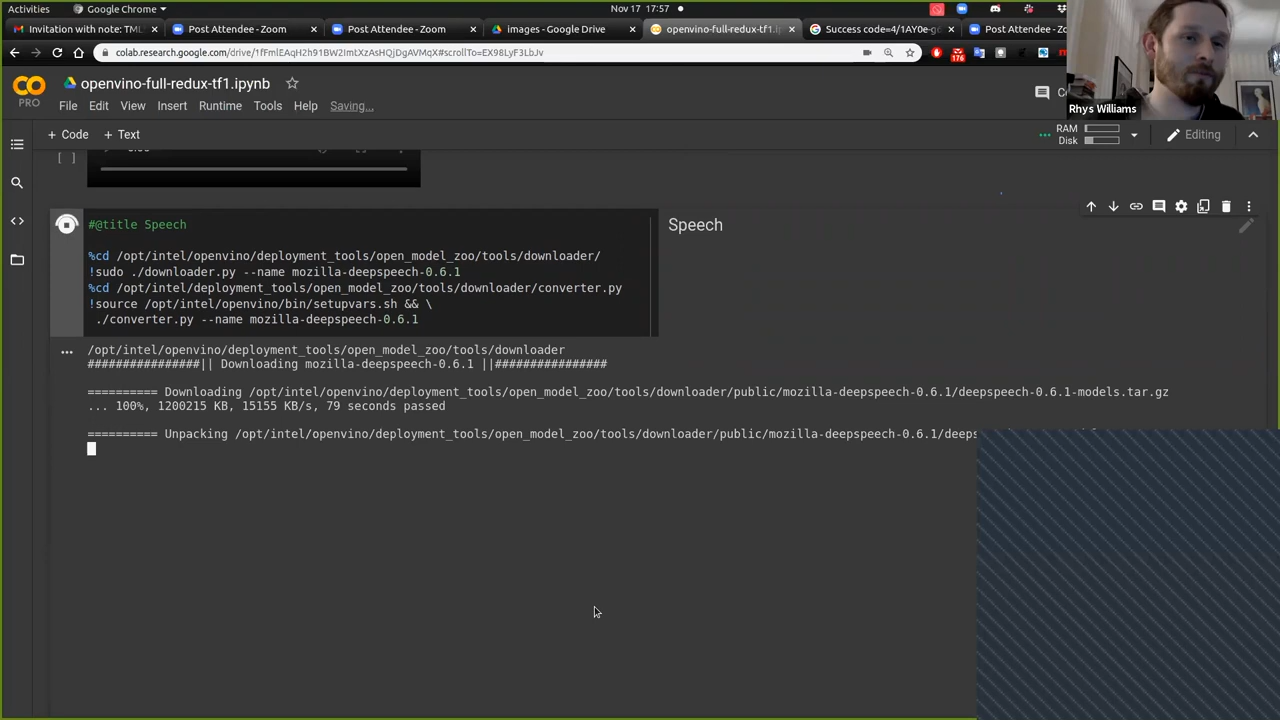 Activities
Google Chrome
Nov 17 17:57
Invitation with note: TML
Post Attendee - Zoom
Post Attendee - Zoom
images - Google Drive
openvino-full-redux-tf1.ip
Success code=4/1AY0e-g
Post Attendee - Zoom
colab.research.google.com/drive/1fFmlEAqH2h91BW2ImtXzAsHQjDgAVMqX#scrollTo=EX98LyF3LbJv
176
Rhys Williams
CO
PRO
openvino-full-redux-tf1.ipynb
File Edit View Insert Runtime Tools Help Saving...
+ Code + Text
RAM
Disk
Editing
[ ]
#@title Speech
Speech
%cd /opt/intel/openvino/deployment_tools/open_model_zoo/tools/downloader/
!sudo ./downloader.py --name mozilla-deepspeech-0.6.1
%cd /opt/intel/deployment_tools/open_model_zoo/tools/downloader/converter.py
!source /opt/intel/openvino/bin/setupvars.sh && \
./converter.py --name mozilla-deepspeech-0.6.1
/opt/intel/openvino/deployment_tools/open_model_zoo/tools/downloader
################|| Downloading mozilla-deepspeech-0.6.1 ||################
========== Downloading /opt/intel/openvino/deployment_tools/open_model_zoo/tools/downloader/public/mozilla-deepspeech-0.6.1/deepspeech-0.6.1-models.tar.gz
... 100%, 1200215 KB, 15155 KB/s, 79 seconds passed
========== Unpacking /opt/intel/openvino/deployment_tools/open_model_zoo/tools/downloader/public/mozilla-deepspeech-0.6.1/deeps